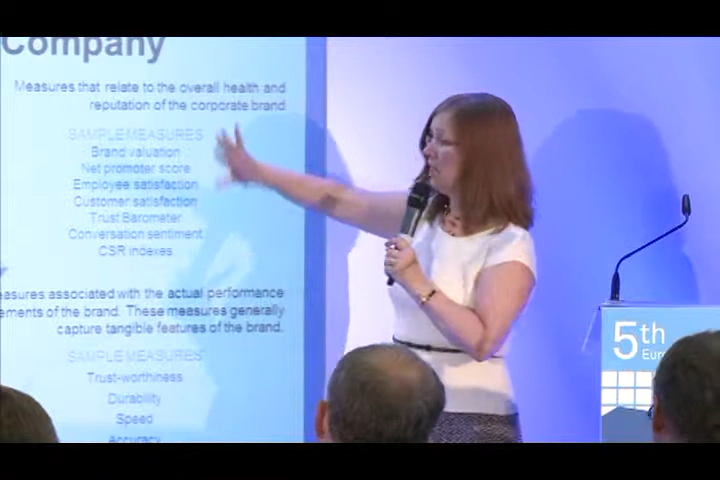 Company
Measures that relate to the overall health and
reputation of the corporate brand
SAMPLE MEASURES
Brand valuation
Net promoter score
Employee satisfaction
Customer satisfaction
Trust Barometer
Conversation sentiment
CSR indexes
associated with the actual performance
of the brand. These measures generally
capture tangible features of the brand.
SAMPLE MEASURES
Trust-worthiness
Durability
Speed
Accuracy
5th